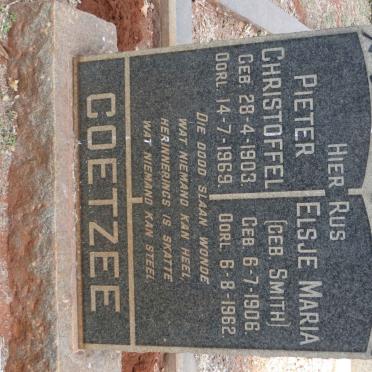 HIER RUS
PIETER
CHRISTOFFEL
GEB. 28-4-1903.
OORL. 14-7-1969.
ELSJE MARIA
(GEB. SMITH)
GEB. 6-7-1906.
OORL. 6-8-1962.
DIE DOOD SLAAN WONDE
WAT NIEMAND KAN HEEL,
HERINNERINGS IS SKATTE
WAT NIEMAND KAN STEEL
COETZEE